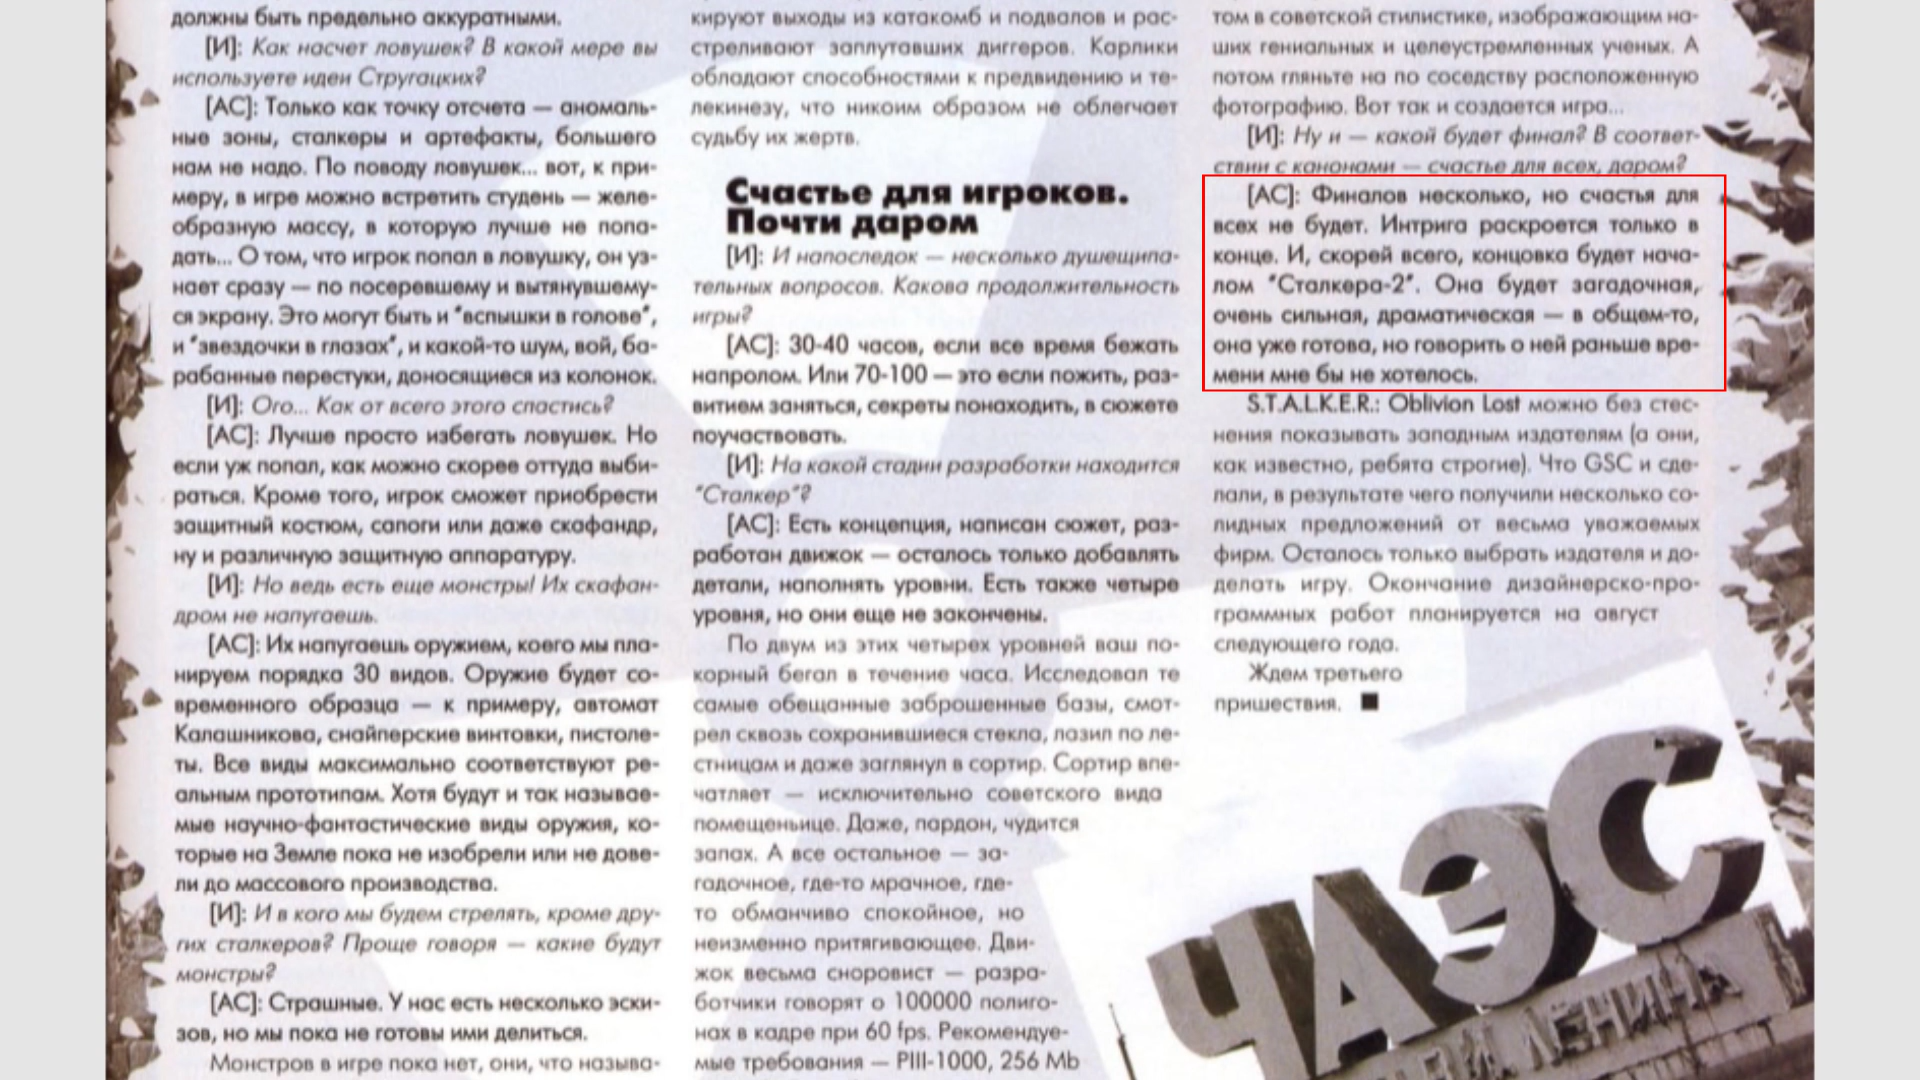 должны быть предельно аккуратными.
[И]: Как насчет ловушек? В какой мере вы
используете идеи Стругацких?
[АС]: Только как точку отсчета — аномаль-
ные зоны, сталкеры и артефакты, большего
нам не надо. По поводу ловушек... вот, к при-
меру, в игре можно встретить студень — желе-
образную массу, в которую лучше не попа-
дать... О том, что игрок попал в ловушку, он уз-
нает сразу — по посеревшему и вытянувшему-
ся экрану. Это могут быть и "вспышки в голове",
и "звездочки в глазах", и какой-то шум, вой, ба-
рабанные перестуки, доносящиеся из колонок.
[И]: Ого... Как от всего этого спастись?
[АС]: Лучше просто избегать ловушек. Но
если уж попал, как можно скорее оттуда выби-
раться. Кроме того, игрок сможет приобрести
защитный костюм, сапоги или даже скафандр,
ну и различную защитную аппаратуру.
[И]: Но ведь есть еще монстры! Их скафан-
дром не напугаешь.
[АС]: Их напугаешь оружием, коего мы пла-
нируем порядка 30 видов. Оружие будет со-
временного образца — к примеру, автомат
Калашникова, снайперские винтовки, пистоле-
ты. Все виды максимально соответствуют ре-
альным прототипам. Хотя будут и так называе-
мые научно-фантастические виды оружия, ко-
торые на Земле пока не изобрели или не дове-
ли до массового производства.
[И]: И в кого мы будем стрелять, кроме дру-
гих сталкеров? Проще говоря — какие будут
монстры?
[АС]: Страшные. У нас есть несколько эски-
зов, но мы пока не готовы ими делиться.
Монстров в игре пока нет, они, что называ-
кируют выходы из катакомб и подвалов и рас-
стреливают заплутавших диггеров. Карлики
обладают способностями к предвидению и те-
лекинезу, что никоим образом не облегчает
судьбу их жертв.
Счастье для игроков.
Почти даром
[И]: И напоследок — несколько душещипа-
тельных вопросов. Какова продолжительность
игры?
[АС]: 30-40 часов, если все время бежать
напролом. Или 70-100 — это если пожить, раз-
витием заняться, секреты понаходить, в сюжете
поучаствовать.
[И]: На какой стадии разработки находится
"Сталкер"?
[АС]: Есть концепция, написан сюжет, раз-
работан движок — осталось только добавлять
детали, наполнять уровни. Есть также четыре
уровня, но они еще не закончены.
По двум из этих четырех уровней ваш по-
корный бегал в течение часа. Исследовал те
самые обещанные заброшенные базы, смот-
рел сквозь сохранившиеся стекла, лазил по ле-
стницам и даже заглянул в сортир. Сортир впе-
чатляет — исключительно советского вида
помещеньице. Даже, пардон, чудится
запах. А все остальное — за-
гадочное, где-то мрачное, где-
то обманчиво спокойное, но
неизменно притягивающее. Дви-
жок весьма сноровист — разра-
ботчики говорят о 100000 полиго-
нах в кадре при 60 fps. Рекомендуе-
мые требования — PIII-1000, 256 Mb
том в советской стилистике, изображающим на-
ших гениальных и целеустремленных ученых. А
потом гляньте на по соседству расположенную
фотографию. Вот так и создается игра...
[И]: Ну и — какой будет финал? В соответ-
ствии с канонами — счастье для всех, даром?
[АС]: Финалов несколько, но счастья для
всех не будет. Интрига раскроется только в
конце. И, скорей всего, концовка будет нача-
лом "Сталкера-2". Она будет загадочная,
очень сильная, драматическая — в общем-то,
она уже готова, но говорить о ней раньше вре-
мени мне бы не хотелось.
S.T.A.L.K.E.R.: Oblivion Lost можно без стес-
нения показывать западным издателям (а они,
как известно, ребята строгие). Что GSC и сде-
лали, в результате чего получили несколько со-
лидных предложений от весьма уважаемых
фирм. Осталось только выбрать издателя и до-
делать игру. Окончание дизайнерско-про-
граммных работ планируется на август
следующего года.
Ждем третьего
пришествия. ■
ЧАЭС
ЛЕНИНА